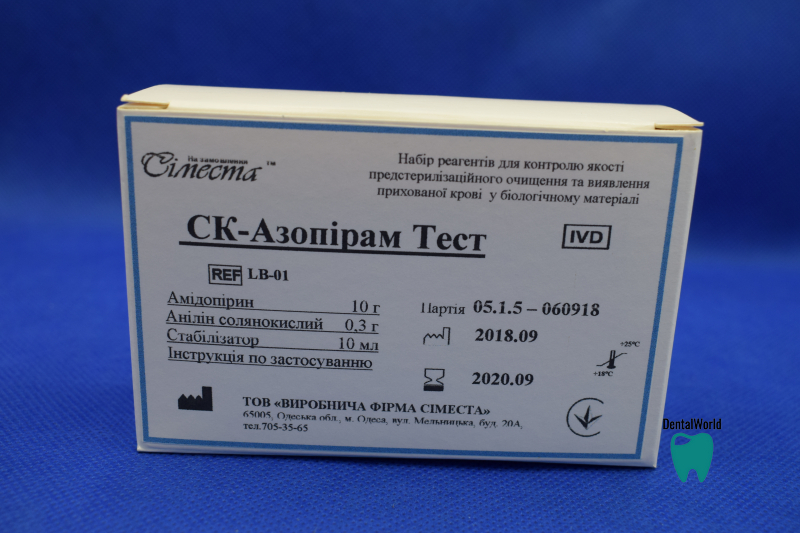 На замовлення
Сіместа™
Набір реагентів для контролю якості
предстерилізаційного очищення та виявлення
прихованої крові у біологічному матеріалі
СК-Азопірам Тест
IVD
REF LB-01
Амідопірин 10 г
Анілін солянокислий 0,3 г
Стабілізатор 10 мл
Інструкція по застосуванню
Партія 05.1.5 – 060918
2018.09
2020.09
+25°C
+18°C
ТОВ «ВИРОБНИЧА ФІРМА СІМЕСТА»
65005, Одеська обл., м. Одеса, вул. Мельницька, буд. 20А,
тел.705-35-65
DentalWorld